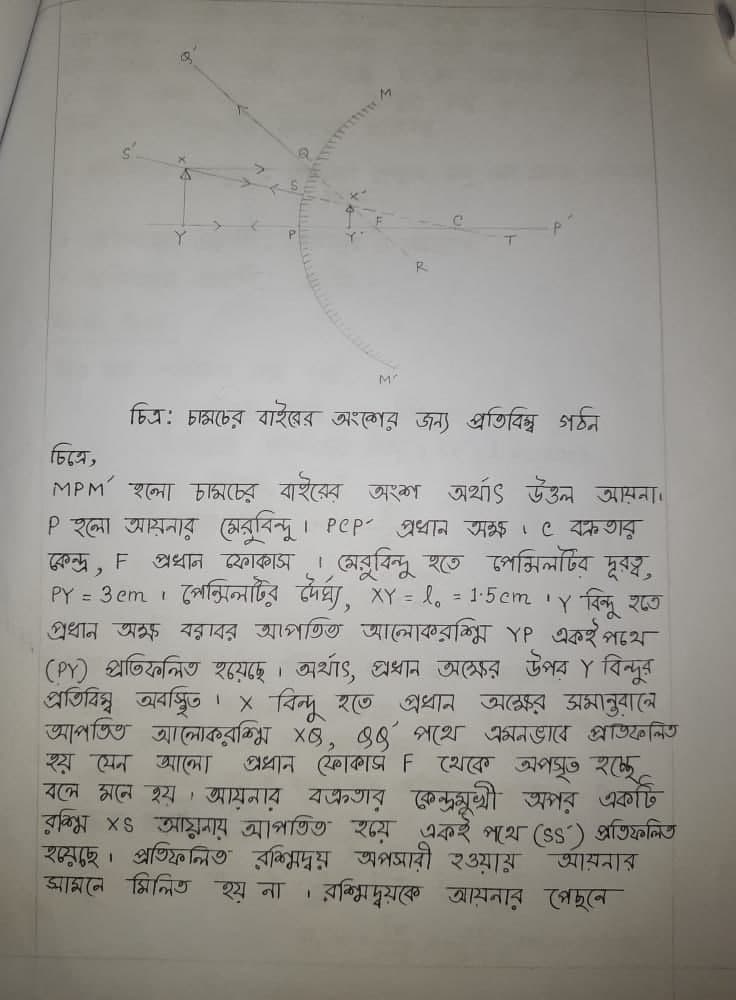 Q′
M
S′
X
Q
S
X′
Y
P
Y′
F
C
T
P′
R
M′
চিত্র: চামচের বাইরের অংশের জন্য প্রতিবিম্ব গঠন
চিত্রে,
MPM′ হলো চামচের বাইরের অংশ অর্থাৎ উত্তল আয়না।
P হলো আয়নার মেরুবিন্দু। PCP′ প্রধান অক্ষ। C বক্রতার
কেন্দ্র, F প্রধান ফোকাস । মেরুবিন্দু হতে পেন্সিলটির দূরত্ব,
PY = 3 cm । পেন্সিলটির দৈর্ঘ্য, XY = l₀ = 1.5 cm । Y বিন্দু হতে
প্রধান অক্ষ বরাবর আপতিত আলোকরশ্মি YP একই পথে
(PY) প্রতিফলিত হয়েছে । অর্থাৎ, প্রধান অক্ষের উপর Y বিন্দুর
প্রতিবিম্ব অবস্থিত । X বিন্দু হতে প্রধান অক্ষের সমান্তরালে
আপতিত আলোকরশ্মি XQ, QQ′ পথে এমনভাবে প্রতিফলিত
হয় যেন আলো প্রধান ফোকাস F থেকে অপসৃত হচ্ছে
বলে মনে হয় । আয়নার বক্রতার কেন্দ্রমুখী অপর একটি
রশ্মি XS আয়নায় আপতিত হয়ে একই পথে (SS′) প্রতিফলিত
হয়েছে । প্রতিফলিত রশ্মিদ্বয় অপসারী হওয়ায় আয়নার
সামনে মিলিত হয় না । রশ্মিদ্বয়কে আয়নার পেছনে